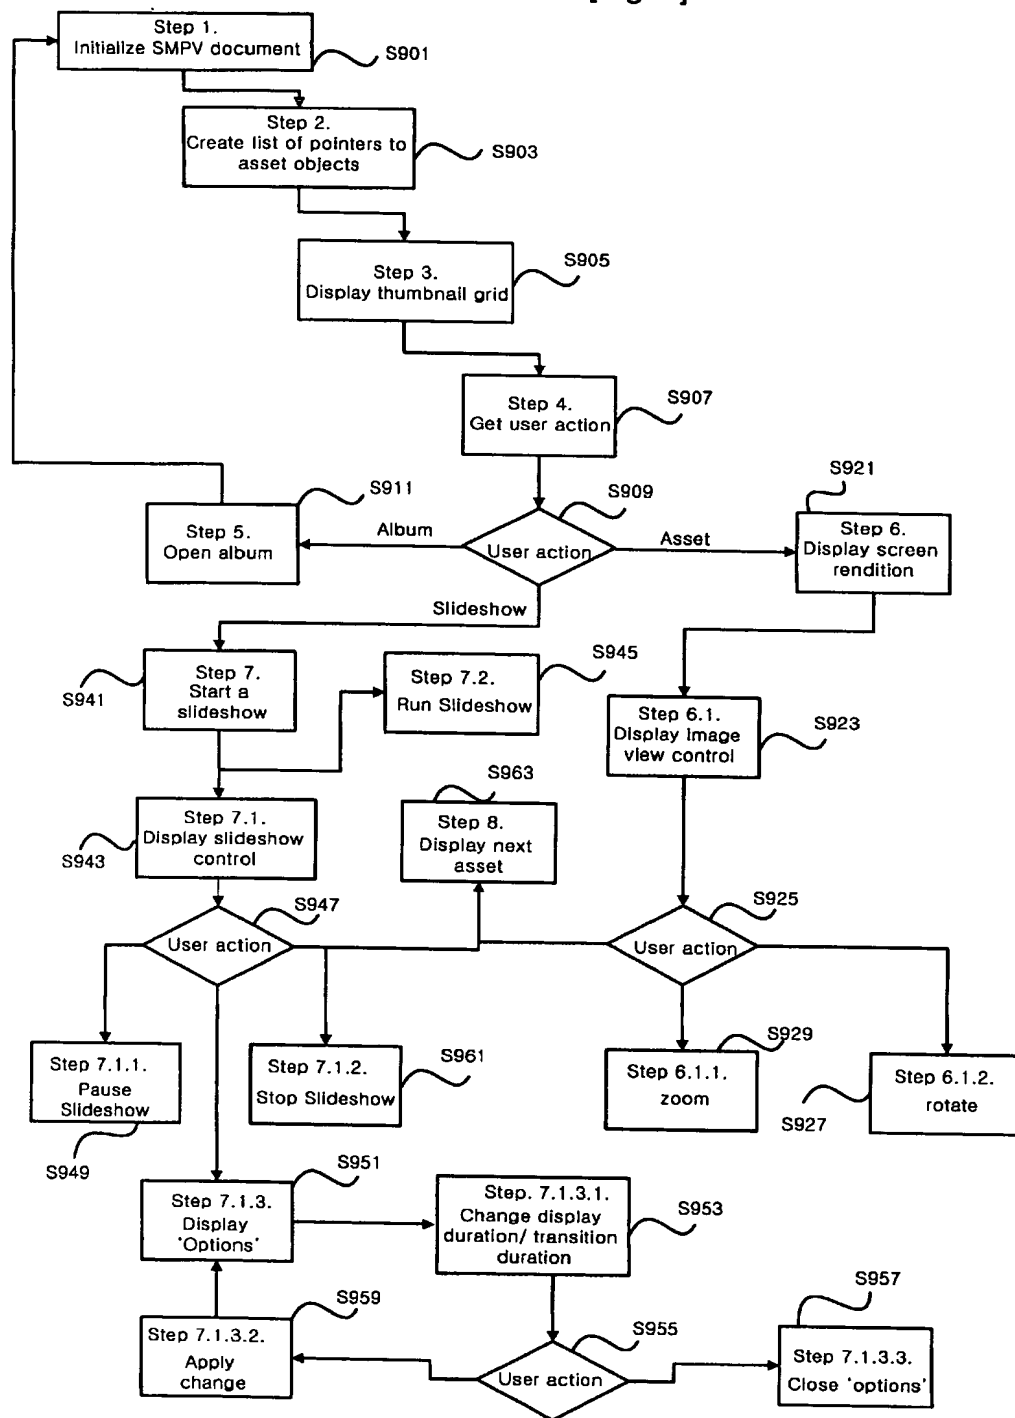 Step 1.
Initialize SMPV document
S901
Step 2.
Create list of pointers to
asset objects
S903
Step 3.
Display thumbnail grid
S905
Step 4.
Get user action
S907
S909
User action
Album
Asset
Slideshow
S911
Step 5.
Open album
S921
Step 6.
Display screen
rendition
Step 7.
Start a
slideshow
S941
Step 7.2.
Run Slideshow
S945
Step 6.1.
Display image
view control
S923
Step 7.1.
Display slideshow
control
S943
S963
Step 8.
Display next
asset
S947
User action
S925
User action
Step 7.1.1.
Pause
Slideshow
S949
Step 7.1.2.
Stop Slideshow
S961
S929
Step 6.1.1.
zoom
Step 6.1.2.
rotate
S927
S951
Step 7.1.3.
Display
'Options'
Step. 7.1.3.1.
Change display
duration/ transition
duration
S953
S959
Step 7.1.3.2.
Apply
change
S955
User action
S957
Step 7.1.3.3.
Close 'options'